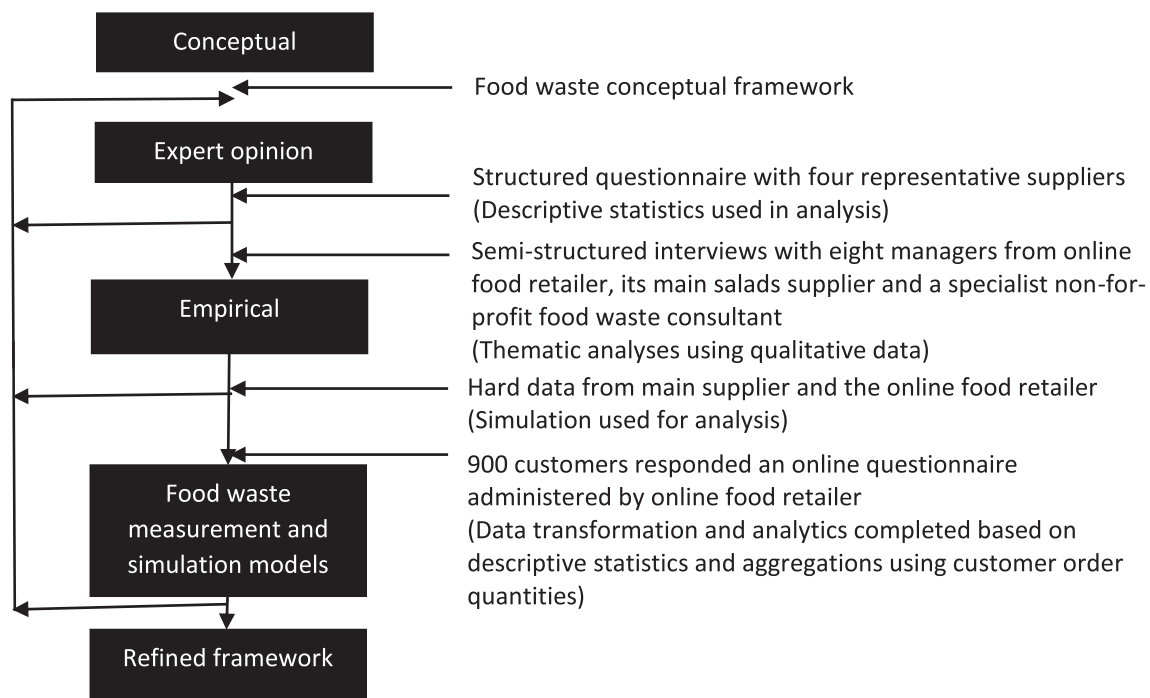 Conceptual
Food waste conceptual framework
Expert opinion
Structured questionnaire with four representative suppliers
(Descriptive statistics used in analysis)
Semi-structured interviews with eight managers from online
food retailer, its main salads supplier and a specialist non-for-
profit food waste consultant
(Thematic analyses using qualitative data)
Empirical
Hard data from main supplier and the online food retailer
(Simulation used for analysis)
900 customers responded an online questionnaire
administered by online food retailer
(Data transformation and analytics completed based on
descriptive statistics and aggregations using customer order
quantities)
Food waste
measurement and
simulation models
Refined framework